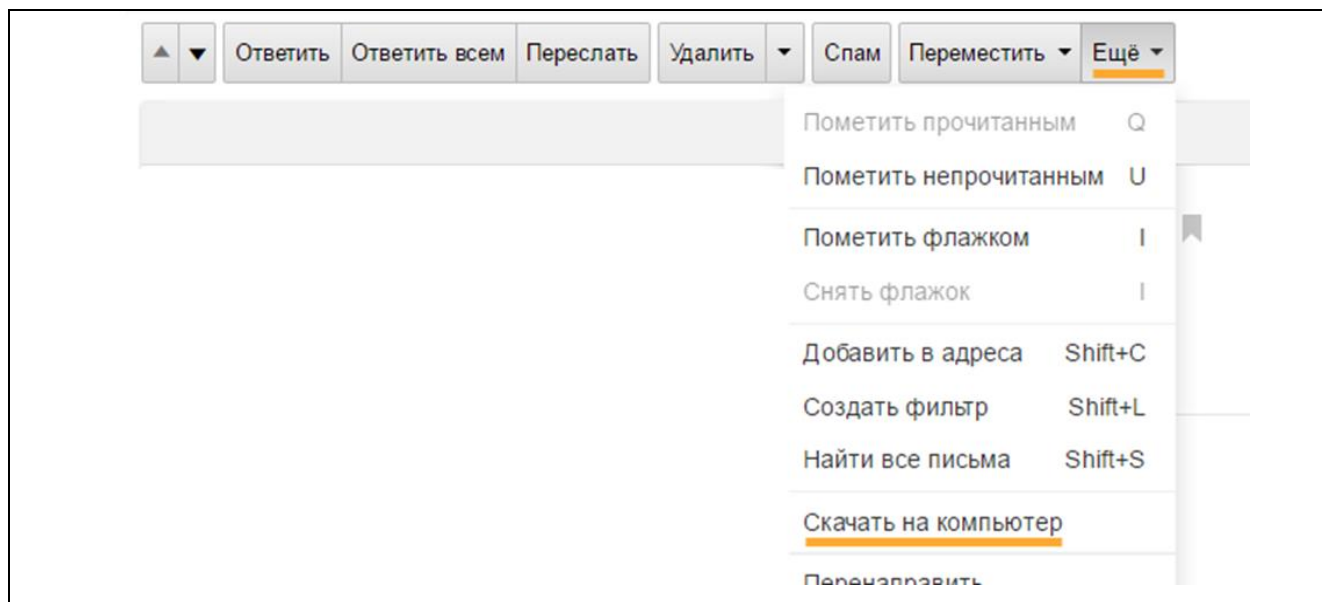 Ответить Ответить всем Переслать Удалить Спам Переместить Ещё
Пометить прочитанным Q
Пометить непрочитанным U
Пометить флажком I
Снять флажок I
Добавить в адреса Shift+C
Создать фильтр Shift+L
Найти все письма Shift+S
Скачать на компьютер
Перенаправить